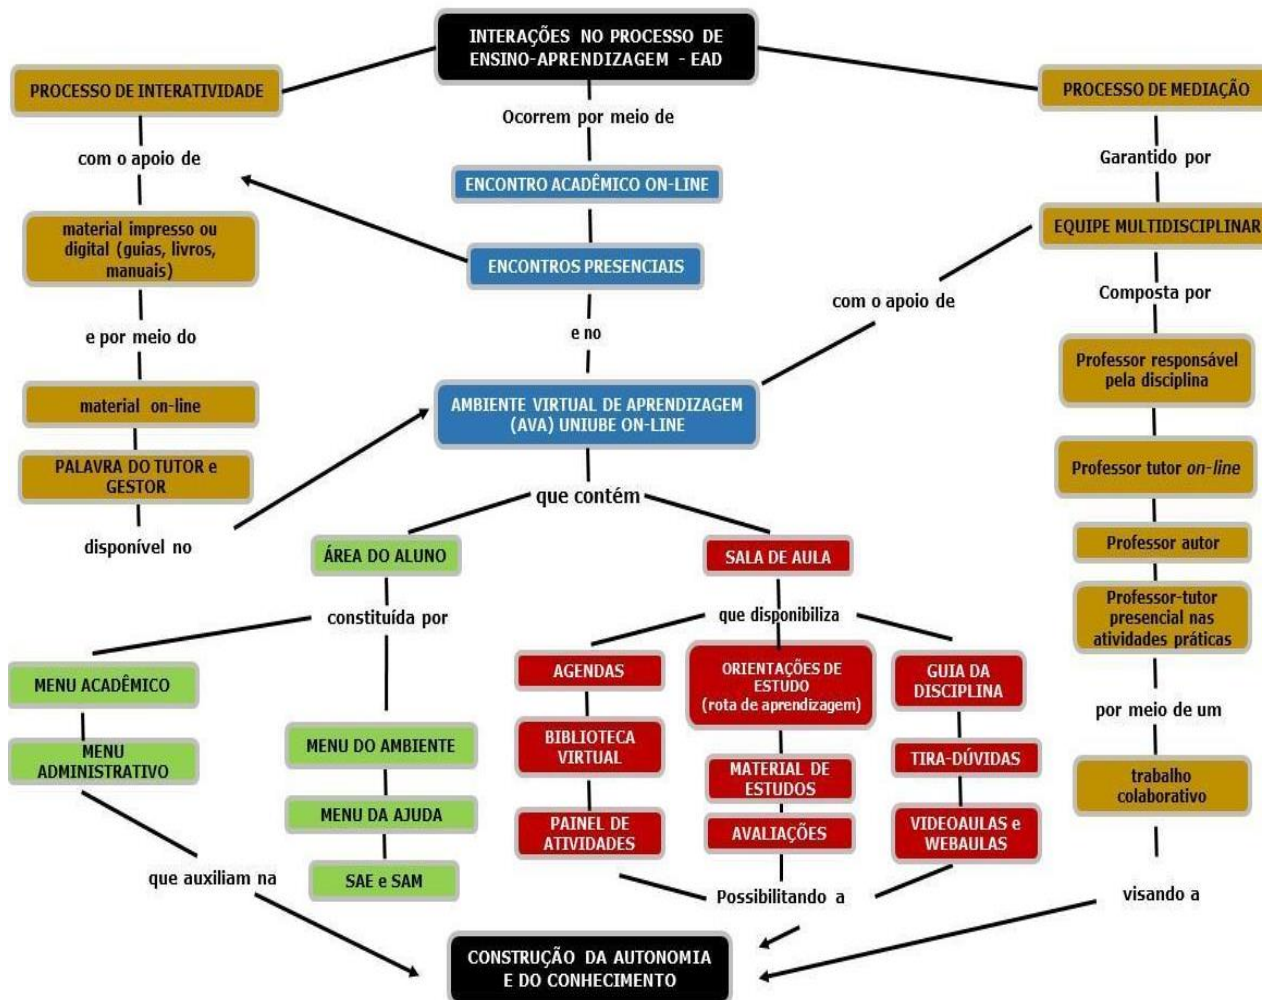 INTERAÇÕES NO PROCESSO DE
ENSINO-APRENDIZAGEM - EAD
PROCESSO DE INTERATIVIDADE
PROCESSO DE MEDIAÇÃO
Ocorrem por meio de
com o apoio de
Garantido por
ENCONTRO ACADÊMICO ON-LINE
material impresso ou
digital (guias, livros,
manuais)
EQUIPE MULTIDISCIPLINAR
ENCONTROS PRESENCIAIS
com o apoio de
Composta por
e por meio do
e no
Professor responsável
pela disciplina
material on-line
AMBIENTE VIRTUAL DE APRENDIZAGEM
(AVA) UNIUBE ON-LINE
PALAVRA DO TUTOR e
GESTOR
Professor tutor on-line
que contém
disponível no
ÁREA DO ALUNO
SALA DE AULA
Professor autor
constituída por
que disponibiliza
Professor-tutor
presencial nas
atividades práticas
MENU ACADÊMICO
AGENDAS
ORIENTAÇÕES DE
ESTUDO
(rota de aprendizagem)
GUIA DA
DISCIPLINA
por meio de um
MENU
ADMINISTRATIVO
MENU DO AMBIENTE
BIBLIOTECA
VIRTUAL
MATERIAL DE
ESTUDOS
TIRA-DÚVIDAS
trabalho
colaborativo
MENU DA AJUDA
PAINEL DE
ATIVIDADES
AVALIAÇÕES
VIDEOAULAS e
WEBAULAS
que auxiliam na
SAE e SAM
Possibilitando a
visando a
CONSTRUÇÃO DA AUTONOMIA
E DO CONHECIMENTO